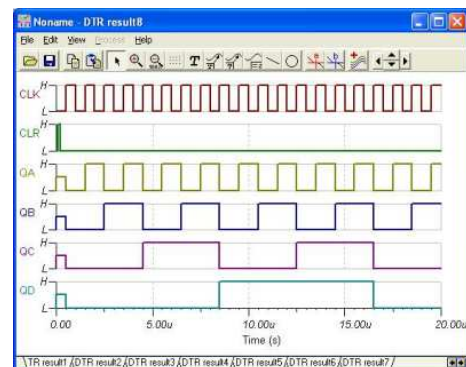 Noname - DTR result8
File Edit View Process Help
T
CLK H
L
CLR H
L
QA H
L
QB H
L
QC H
L
QD H
L
0.00 5.00u 10.00u 15.00u 20.00u
Time (s)
TR result1 DTR result2 DTR result3 DTR result4 DTR result5 DTR result6 DTR result7